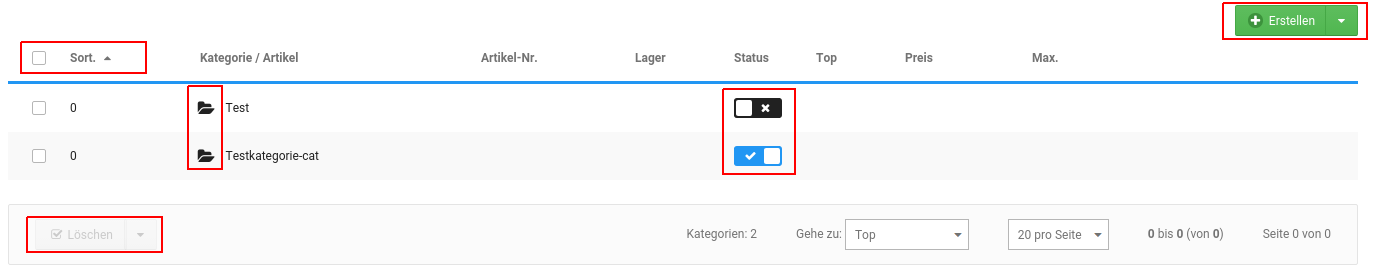 Erstellen
Sort. Kategorie / Artikel Artikel-Nr. Lager Status Top Preis Max.
0 Test
0 Testkategorie-cat
Löschen Kategorien: 2 Gehe zu: Top 20 pro Seite 0 bis 0 (von 0) Seite 0 von 0